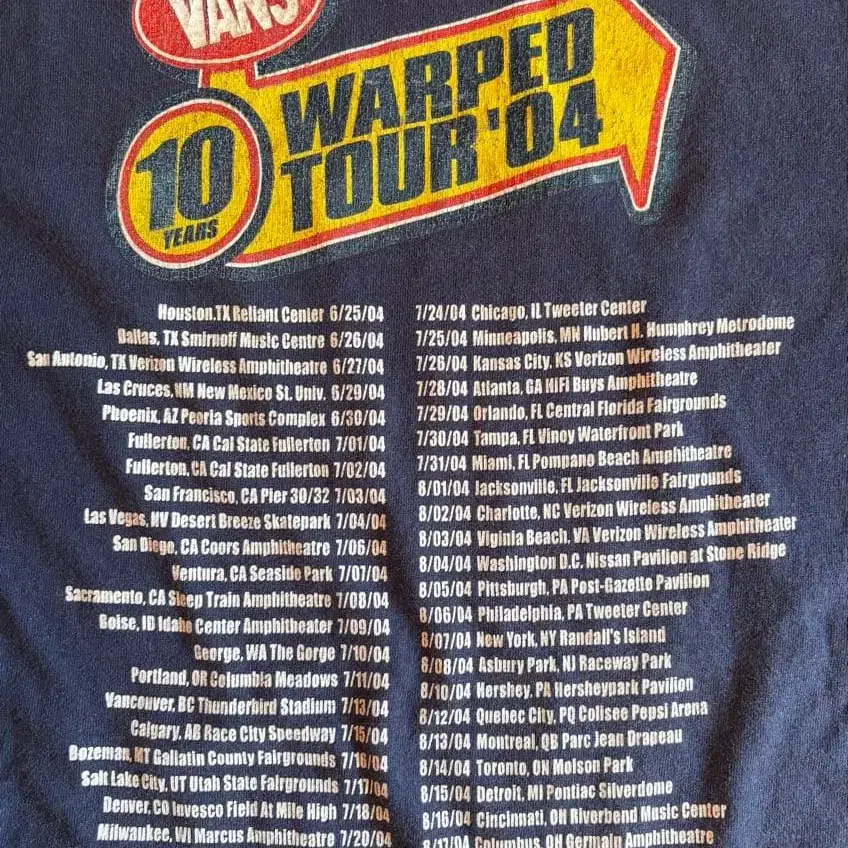 VANS
10
YEARS
WARPED
TOUR '04
Houston, TX Reliant Center 6/25/04
Dallas, TX Smirnoff Music Centre 6/26/04
San Antonio, TX Verizon Wireless Amphitheatre 6/27/04
Las Cruces, NM New Mexico St. Univ. 6/29/04
Phoenix, AZ Peoria Sports Complex 6/30/04
Fullerton, CA Cal State Fullerton 7/01/04
Fullerton, CA Cal State Fullerton 7/02/04
San Francisco, CA Pier 30/32 7/03/04
Las Vegas, NV Desert Breeze Skatepark 7/04/04
San Diego, CA Coors Amphitheatre 7/06/04
Ventura, CA Seaside Park 7/07/04
Sacramento, CA Sleep Train Amphitheatre 7/08/04
Boise, ID Idaho Center Amphitheater 7/09/04
George, WA The Gorge 7/10/04
Portland, OR Columbia Meadows 7/11/04
Vancouver, BC Thunderbird Stadium 7/13/04
Calgary, AB Race City Speedway 7/15/04
Bozeman, MT Gallatin County Fairgrounds 7/16/04
Salt Lake City, UT Utah State Fairgrounds 7/17/04
Denver, CO Invesco Field At Mile High 7/18/04
Milwaukee, WI Marcus Amphitheatre 7/20/04
7/24/04 Chicago, IL Tweeter Center
7/25/04 Minneapolis, MN Hubert H. Humphrey Metrodome
7/26/04 Kansas City, KS Verizon Wireless Amphitheater
7/28/04 Atlanta, GA HiFi Buys Amphitheatre
7/29/04 Orlando, FL Central Florida Fairgrounds
7/30/04 Tampa, FL Vinoy Waterfront Park
7/31/04 Miami, FL Pompano Beach Amphitheatre
8/01/04 Jacksonville, FL Jacksonville Fairgrounds
8/02/04 Charlotte, NC Verizon Wireless Amphitheater
8/03/04 Viginia Beach, VA Verizon Wireless Amphitheater
8/04/04 Washington D.C. Nissan Pavilion at Stone Ridge
8/05/04 Pittsburgh, PA Post-Gazette Pavilion
8/06/04 Philadelphia, PA Tweeter Center
8/07/04 New York, NY Randall's Island
8/08/04 Asbury Park, NJ Raceway Park
8/10/04 Hershey, PA Hersheypark Pavilion
8/12/04 Quebec City, PQ Colisee Pepsi Arena
8/13/04 Montreal, QB Parc Jean Drapeau
8/14/04 Toronto, ON Molson Park
8/15/04 Detroit, MI Pontiac Silverdome
8/16/04 Cincinnati, OH Riverbend Music Center
8/17/04 Columbus, OH Germain Amphitheatre